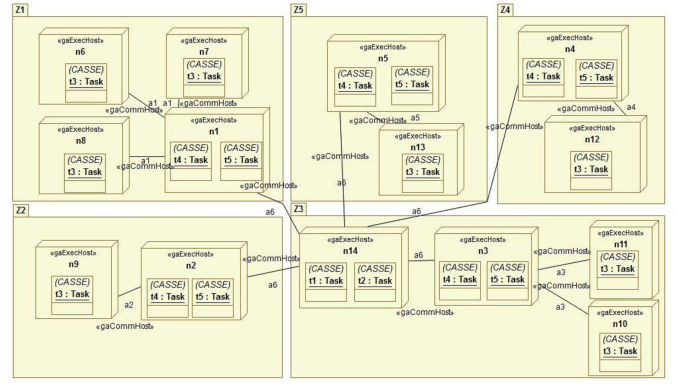 Z1
«gaExecHost»
n6
(CASSE)
t3 : Task
«gaExecHost»
n7
(CASSE)
t3 : Task
a1
a1
«gaCommHost»
«gaCommHost»
«gaExecHost»
n8
(CASSE)
t3 : Task
a1
«gaCommHost»
«gaExecHost»
n1
(CASSE)
t4 : Task
(CASSE)
t5 : Task
«gaCommHost»
a6
Z5
«gaExecHost»
n5
(CASSE)
t4 : Task
(CASSE)
t5 : Task
a5
«gaCommHost»
«gaExecHost»
n13
(CASSE)
t3 : Task
«gaCommHost»
a6
Z4
«gaExecHost»
n4
(CASSE)
t4 : Task
(CASSE)
t5 : Task
a4
«gaCommHost»
«gaCommHost»
«gaExecHost»
n12
(CASSE)
t3 : Task
a6
Z2
«gaExecHost»
n9
(CASSE)
t3 : Task
a2
«gaCommHost»
«gaExecHost»
n2
(CASSE)
t4 : Task
(CASSE)
t5 : Task
«gaCommHost»
a6
Z3
«gaExecHost»
n14
(CASSE)
t1 : Task
(CASSE)
t2 : Task
a6
«gaCommHost»
«gaExecHost»
n3
(CASSE)
t4 : Task
(CASSE)
t5 : Task
«gaCommHost»
a3
«gaCommHost»
a3
«gaExecHost»
n11
(CASSE)
t3 : Task
«gaExecHost»
n10
(CASSE)
t3 : Task